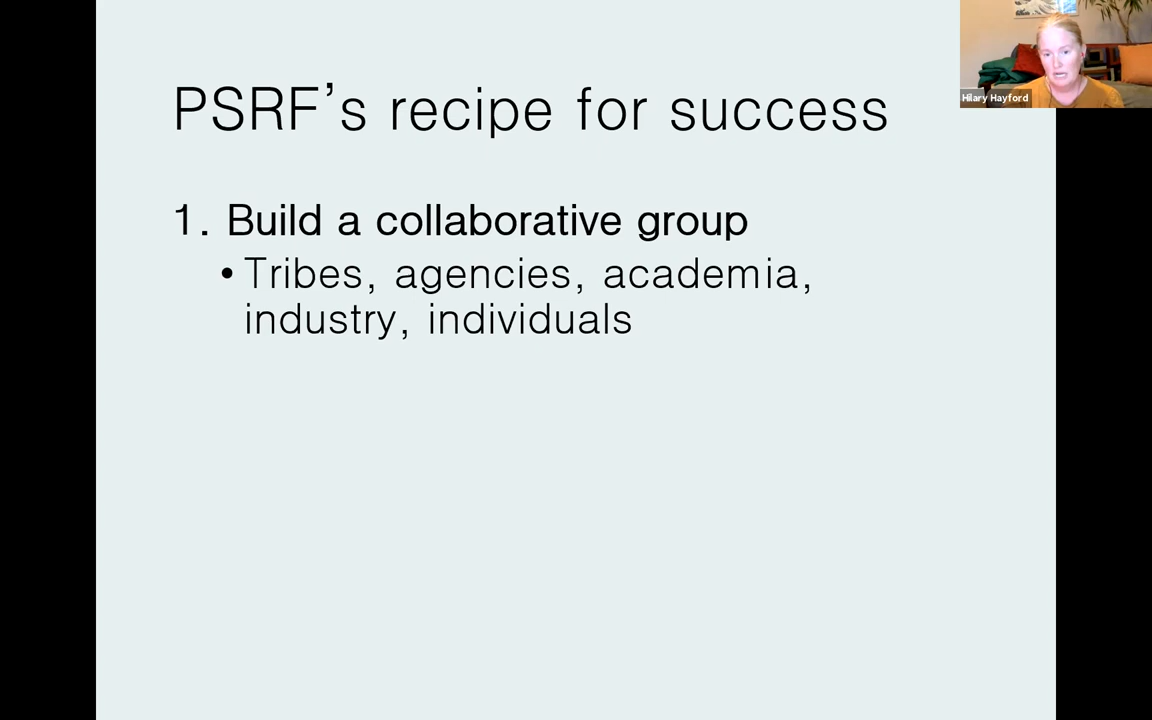 PSRF’s recipe for success
1. Build a collaborative group
• Tribes, agencies, academia,
industry, individuals
Hilary Hayford